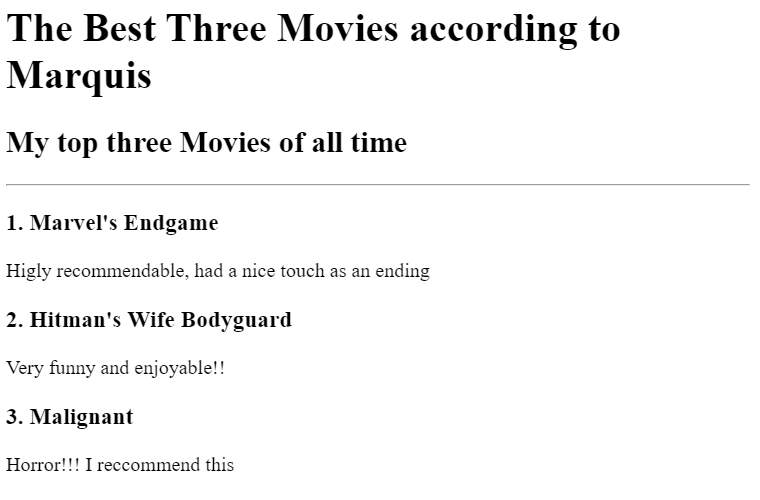 The Best Three Movies according to
Marquis
My top three Movies of all time
1. Marvel's Endgame
Higly recommendable, had a nice touch as an ending
2. Hitman's Wife Bodyguard
Very funny and enjoyable!!
3. Malignant
Horror!!! I reccommend this